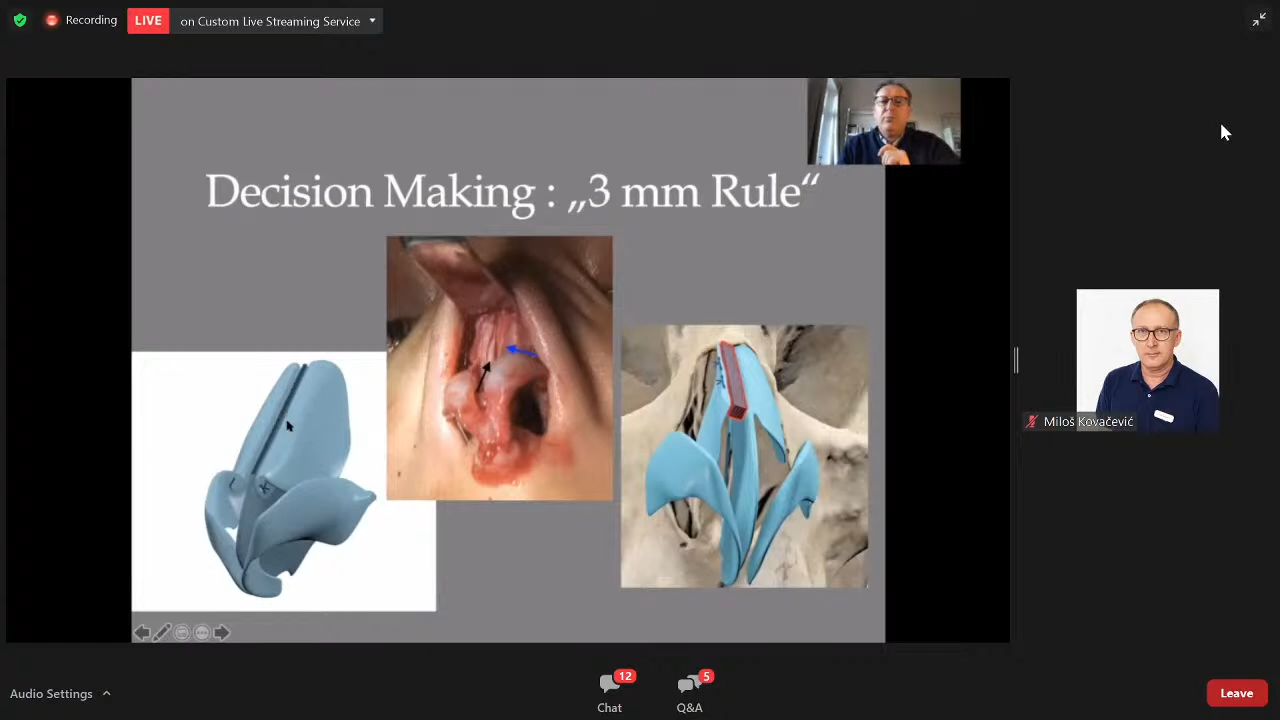 Recording
LIVE
on Custom Live Streaming Service
Decision Making : „3 mm Rule“
Miloš Kovačević
Audio Settings
12
Chat
5
Q&A
Leave